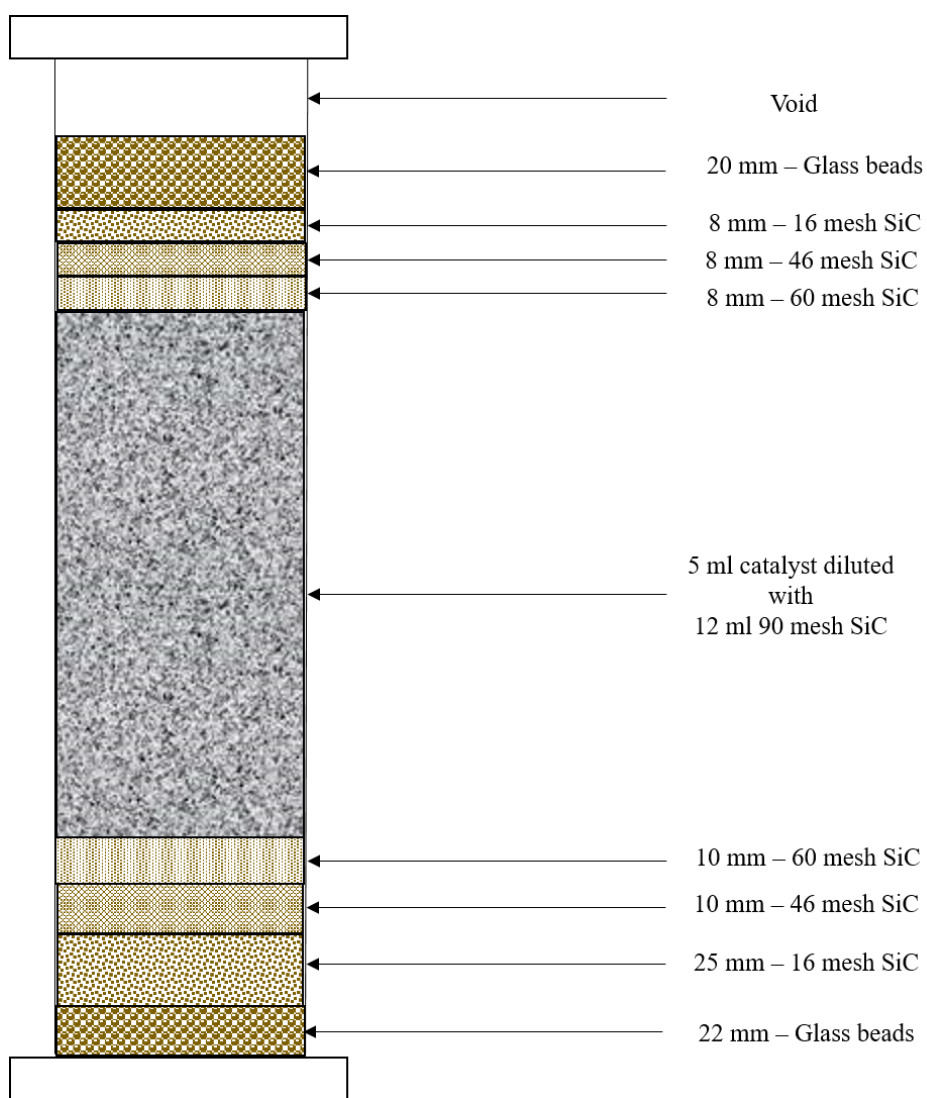 Void
20 mm – Glass beads
8 mm – 16 mesh SiC
8 mm – 46 mesh SiC
8 mm – 60 mesh SiC
5 ml catalyst diluted
with
12 ml 90 mesh SiC
10 mm – 60 mesh SiC
10 mm – 46 mesh SiC
25 mm – 16 mesh SiC
22 mm – Glass beads